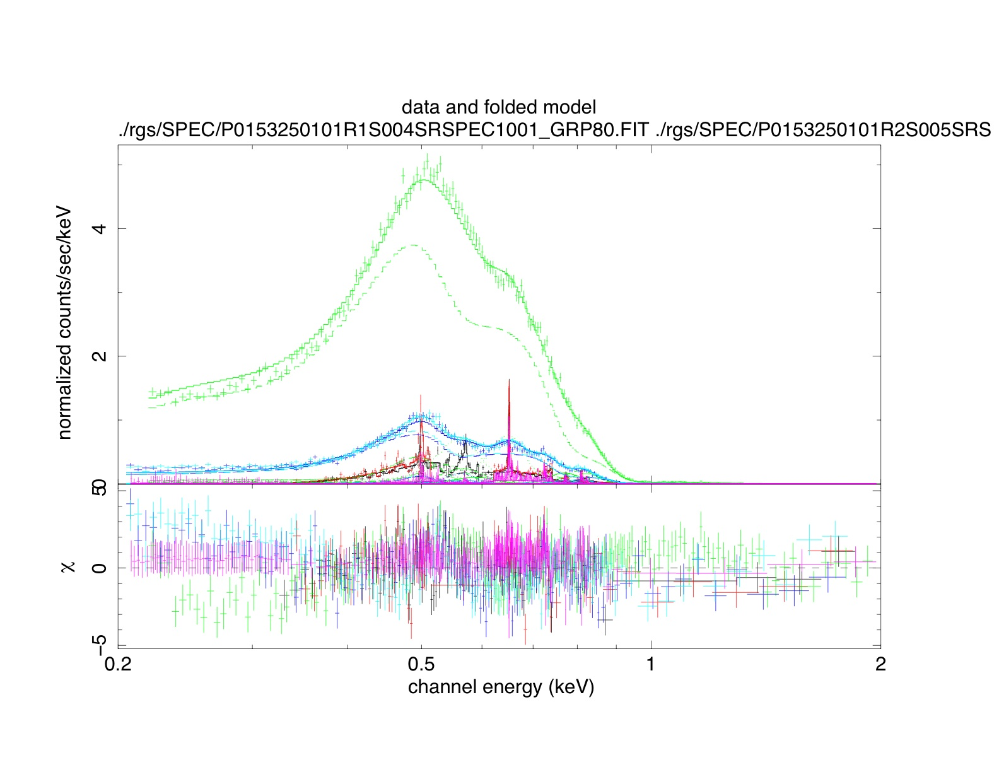 data and folded model
./rgs/SPEC/P0153250101R1S004SRSPEC1001_GRP80.FIT ./rgs/SPEC/P0153250101R2S005SRS
normalized counts/sec/keV
4
2
0
5
χ
0
−5
0.2
0.5
1
2
channel energy (keV)